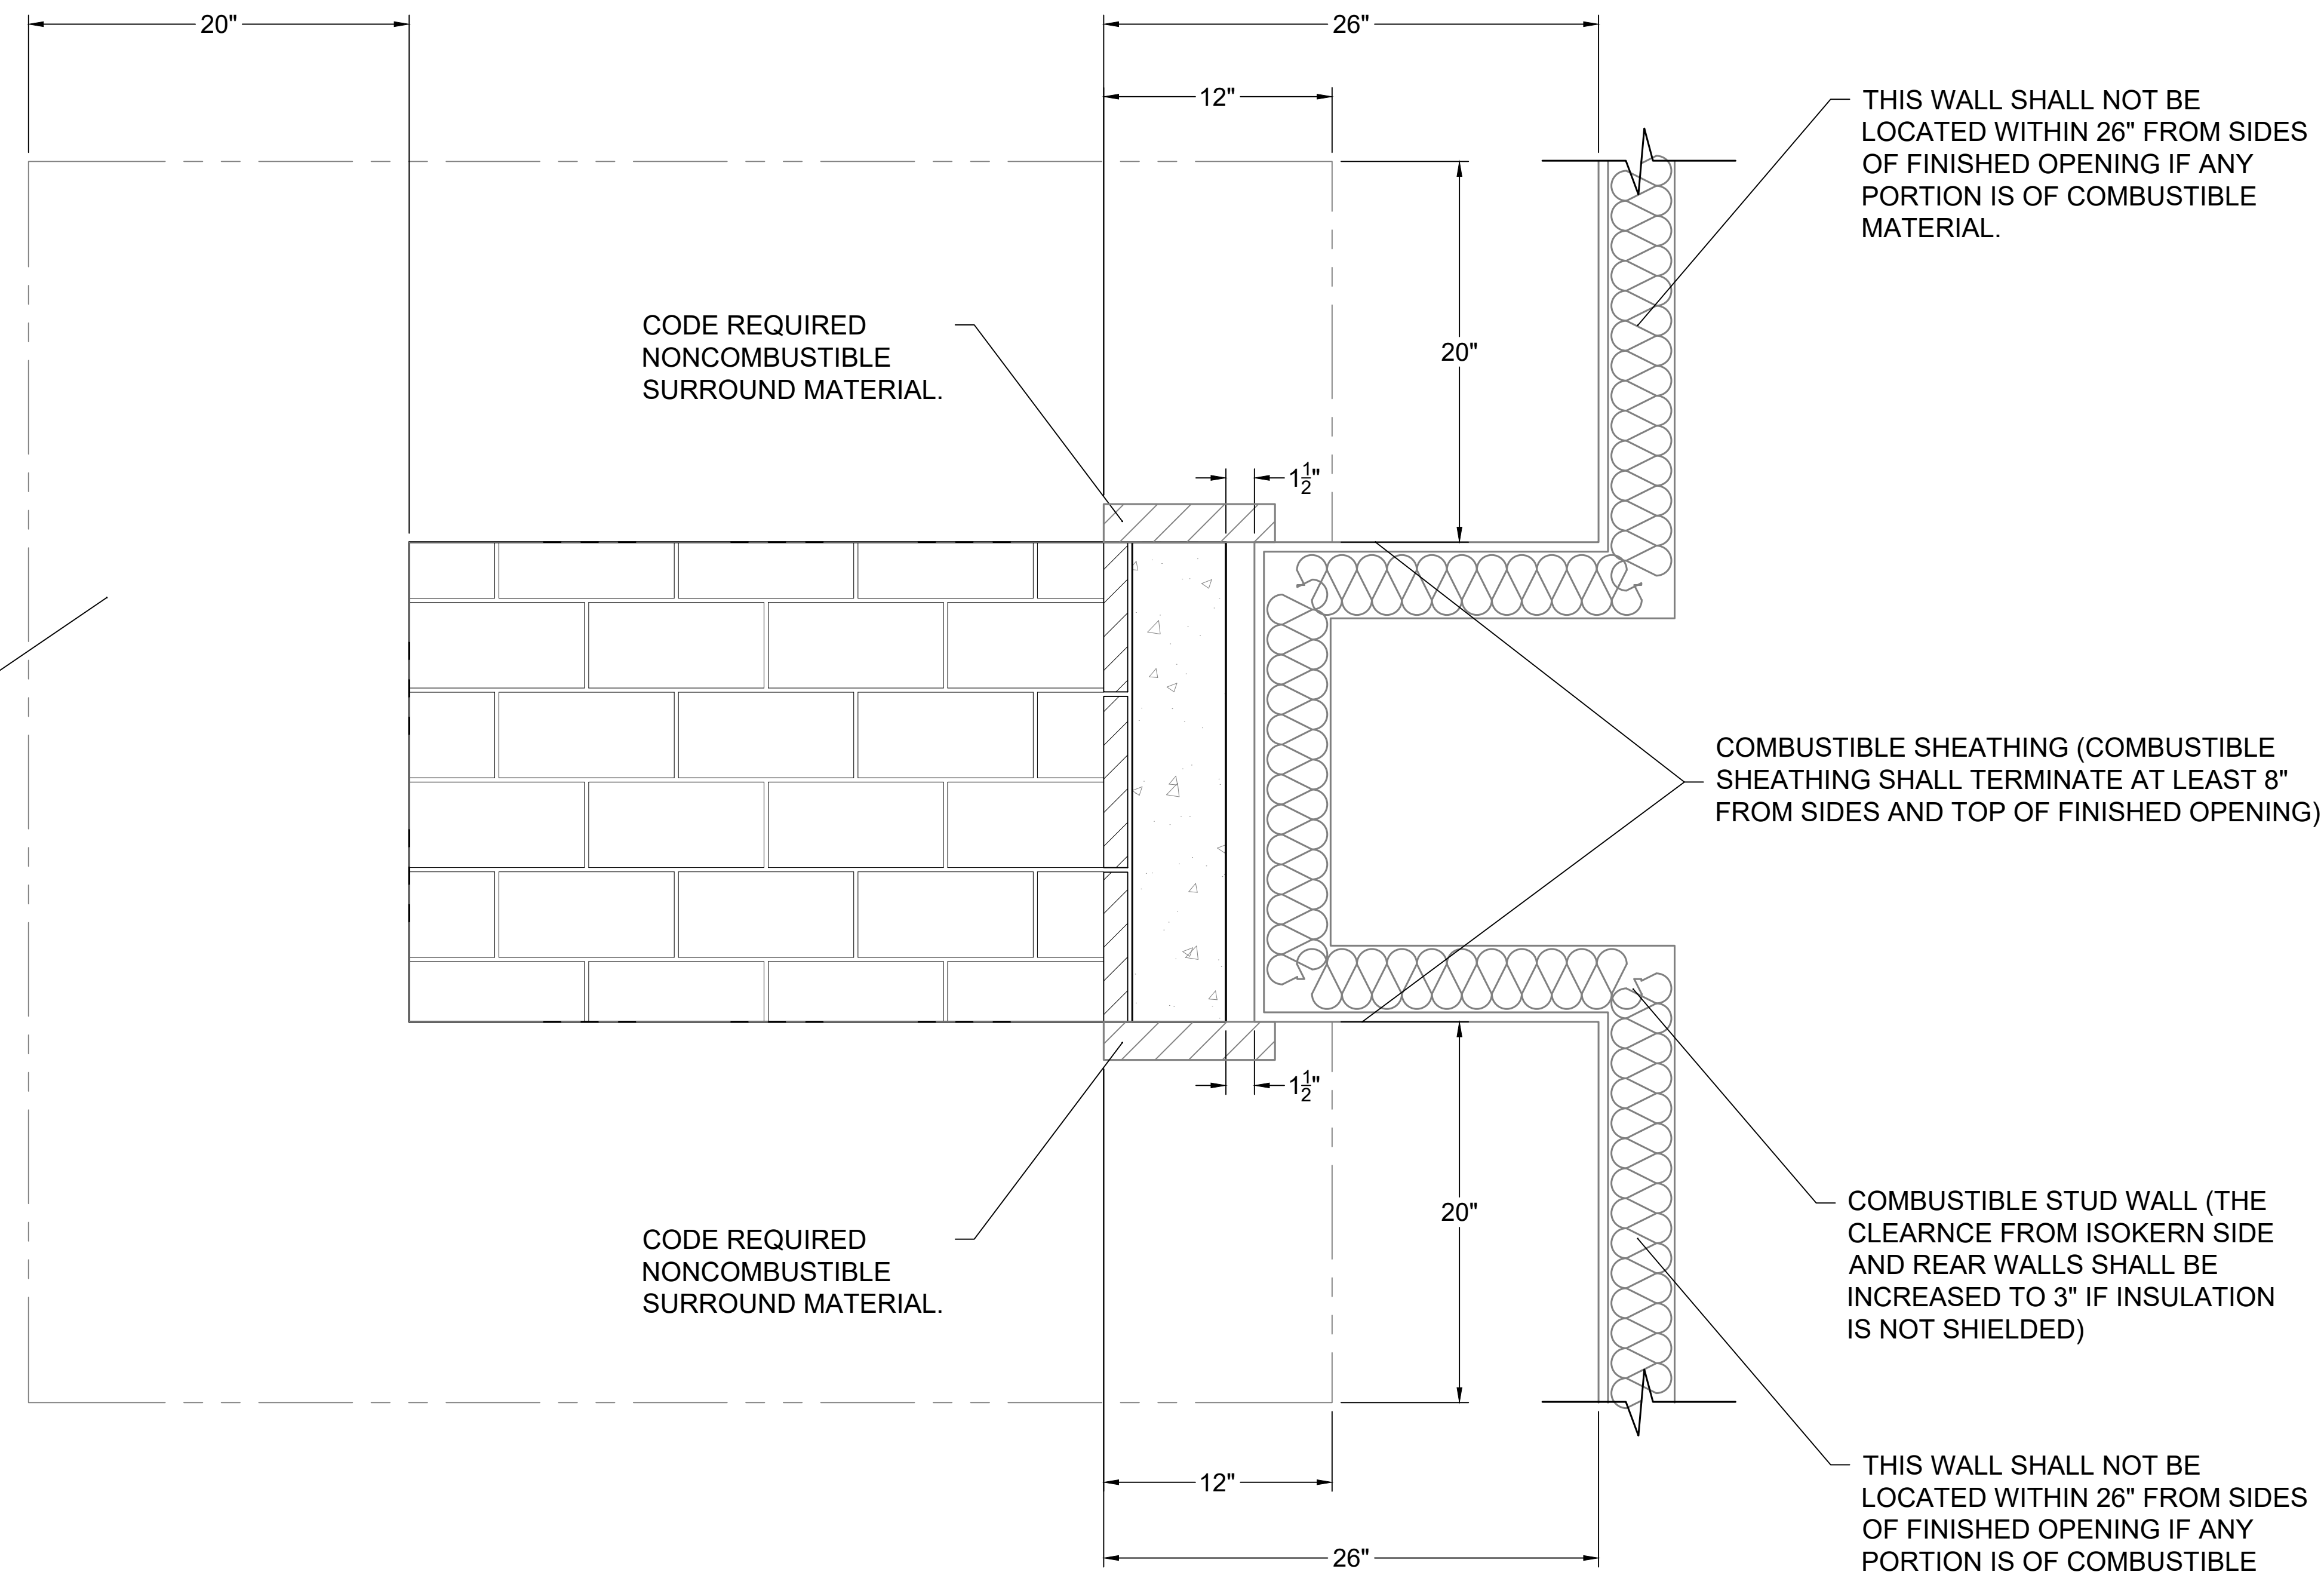 20"
26"
12"
THIS WALL SHALL NOT BE
LOCATED WITHIN 26" FROM SIDES
OF FINISHED OPENING IF ANY
PORTION IS OF COMBUSTIBLE
MATERIAL.
CODE REQUIRED
NONCOMBUSTIBLE
SURROUND MATERIAL.
20"
1 1/2"
COMBUSTIBLE SHEATHING (COMBUSTIBLE
SHEATHING SHALL TERMINATE AT LEAST 8"
FROM SIDES AND TOP OF FINISHED OPENING)
1 1/2"
COMBUSTIBLE STUD WALL (THE
CLEARNCE FROM ISOKERN SIDE
AND REAR WALLS SHALL BE
INCREASED TO 3" IF INSULATION
IS NOT SHIELDED)
20"
CODE REQUIRED
NONCOMBUSTIBLE
SURROUND MATERIAL.
THIS WALL SHALL NOT BE
LOCATED WITHIN 26" FROM SIDES
OF FINISHED OPENING IF ANY
PORTION IS OF COMBUSTIBLE
12"
26"